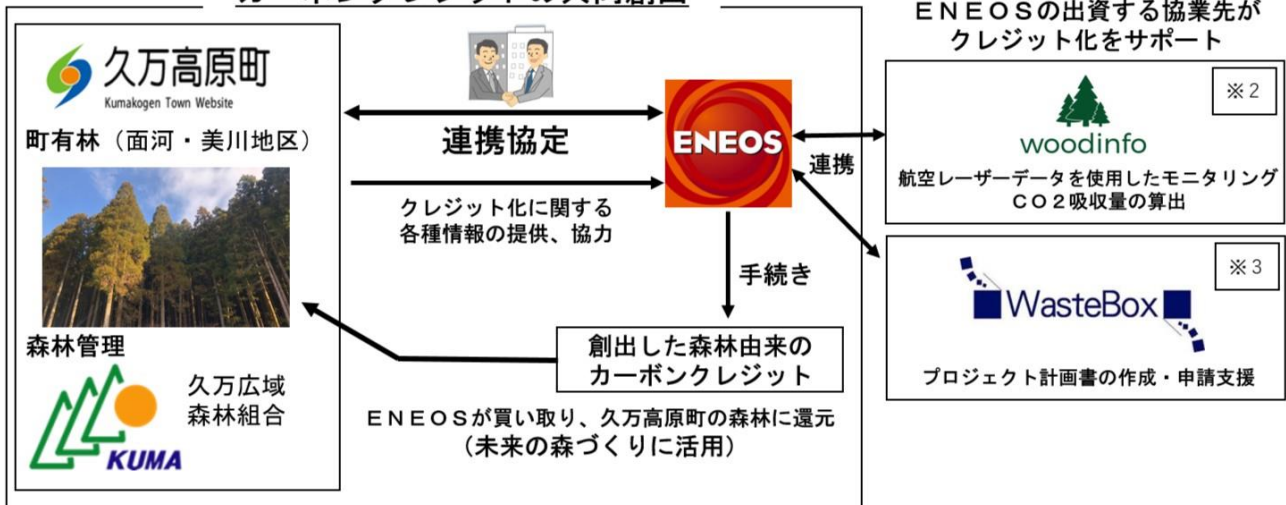 久万高原町
Kumakogen Town Website
町有林（面河・美川地区）
森林管理
久万広域
森林組合
KUMA
連携協定
クレジット化に関する
各種情報の提供、協力
ENEOS
手続き
創出した森林由来の
カーボンクレジット
ＥＮＥＯＳが買い取り、久万高原町の森林に還元
（未来の森づくりに活用）
連携
ＥＮＥＯＳの出資する協業先が
クレジット化をサポート
※2
woodinfo
航空レーザーデータを使用したモニタリング
ＣＯ２吸収量の算出
※3
WasteBox
プロジェクト計画書の作成・申請支援